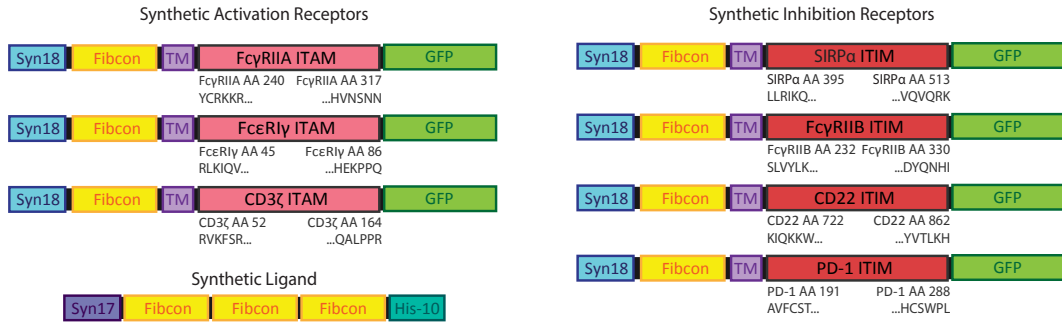 Synthetic Activation Receptors
Syn18 Fibcon TM FcγRIIA ITAM GFP
FcγRIIA AA 240 FcγRIIA AA 317
YCRKKR... ...HVNSNN
Syn18 Fibcon TM FcεRIγ ITAM GFP
FcεRIγ AA 45 FcεRIγ AA 86
RLKIQV... ...HEKPPQ
Syn18 Fibcon TM CD3ζ ITAM GFP
CD3ζ AA 52 CD3ζ AA 164
RVKFSR... ...QALPPR
Synthetic Ligand
Syn17 Fibcon Fibcon Fibcon His-10
Synthetic Inhibition Receptors
Syn18 Fibcon TM SIRPα ITIM GFP
SIRPα AA 395 SIRPα AA 513
LLRIKQ... ...VQVQRK
Syn18 Fibcon TM FcγRIIB ITIM GFP
FcγRIIB AA 232 FcγRIIB AA 330
SLVYLK... ...DYQNHI
Syn18 Fibcon TM CD22 ITIM GFP
CD22 AA 722 CD22 AA 862
KIQKKW... ...YVTLKH
Syn18 Fibcon TM PD-1 ITIM GFP
PD-1 AA 191 PD-1 AA 288
AVFCST... ...HCSWPL